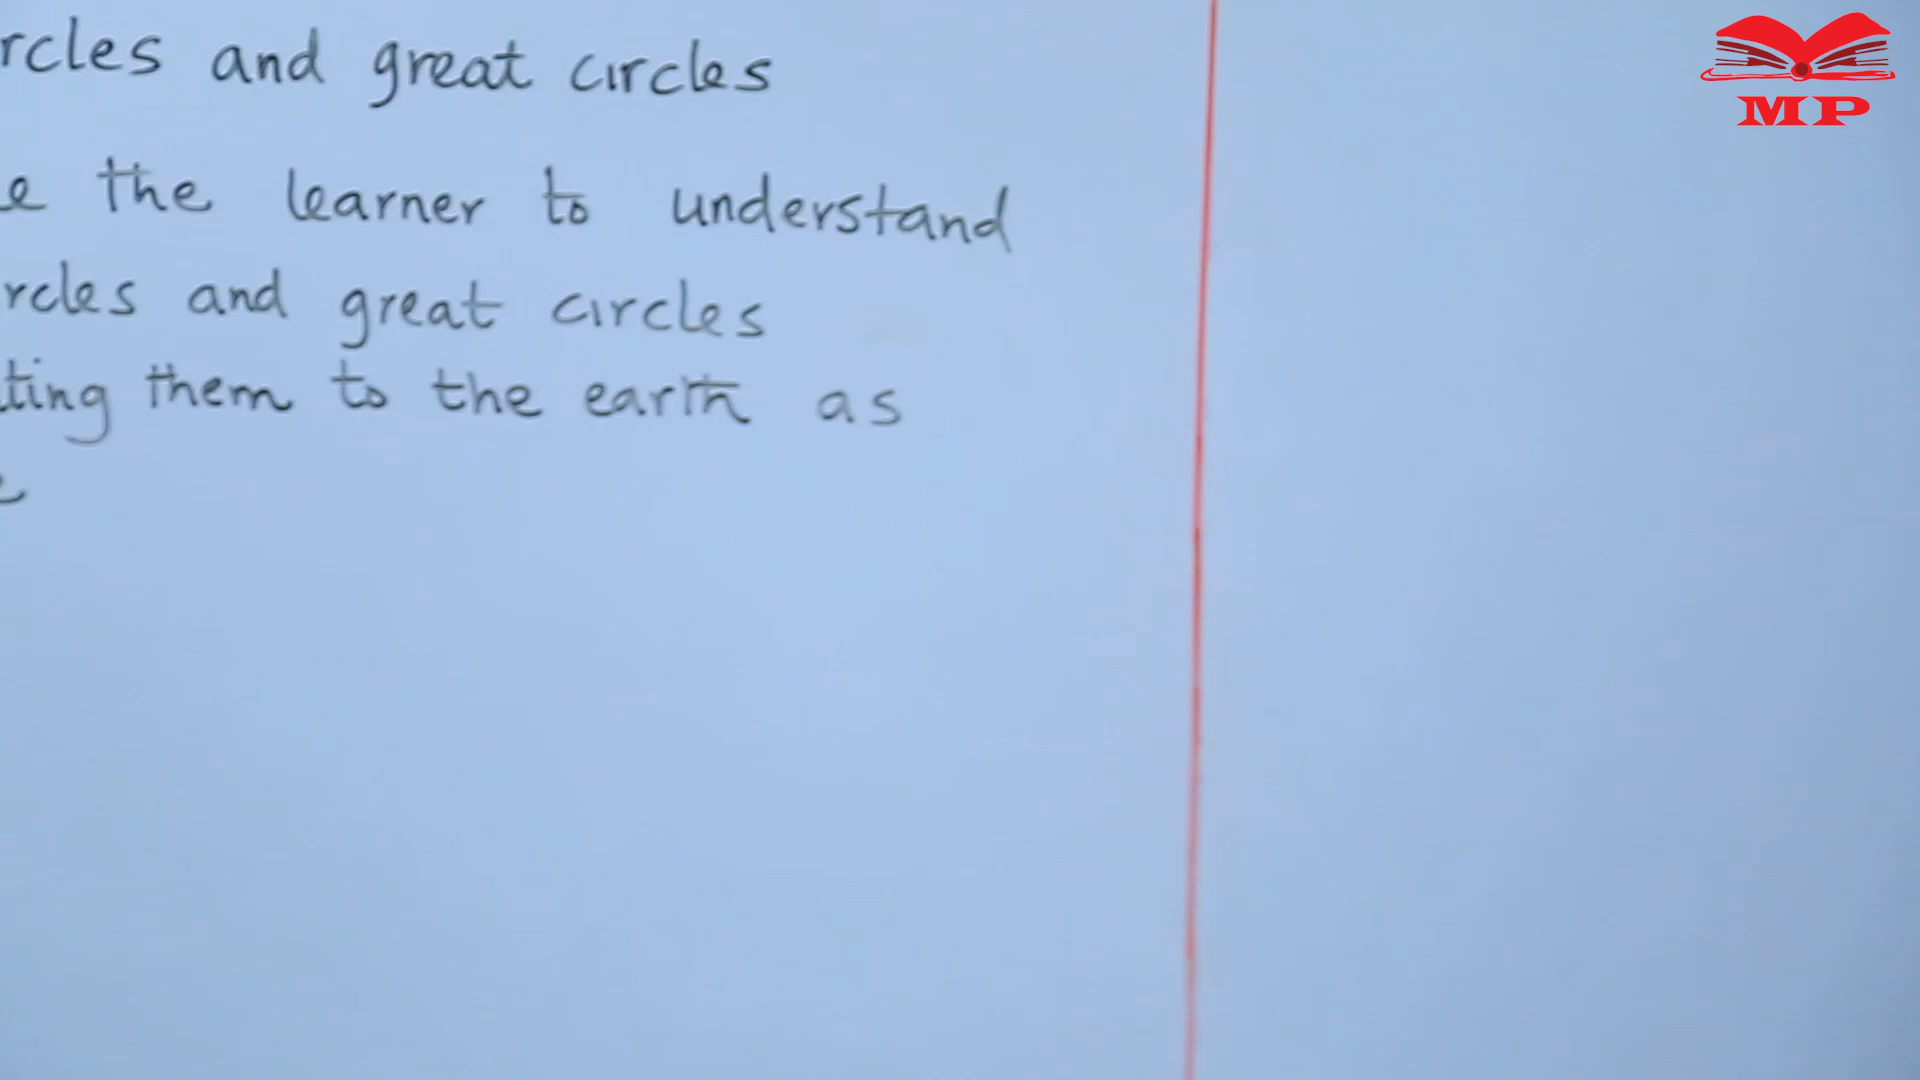 rcles and great circles
e the learner to understand
rcles and great circles
ting them to the earth as
e
MP